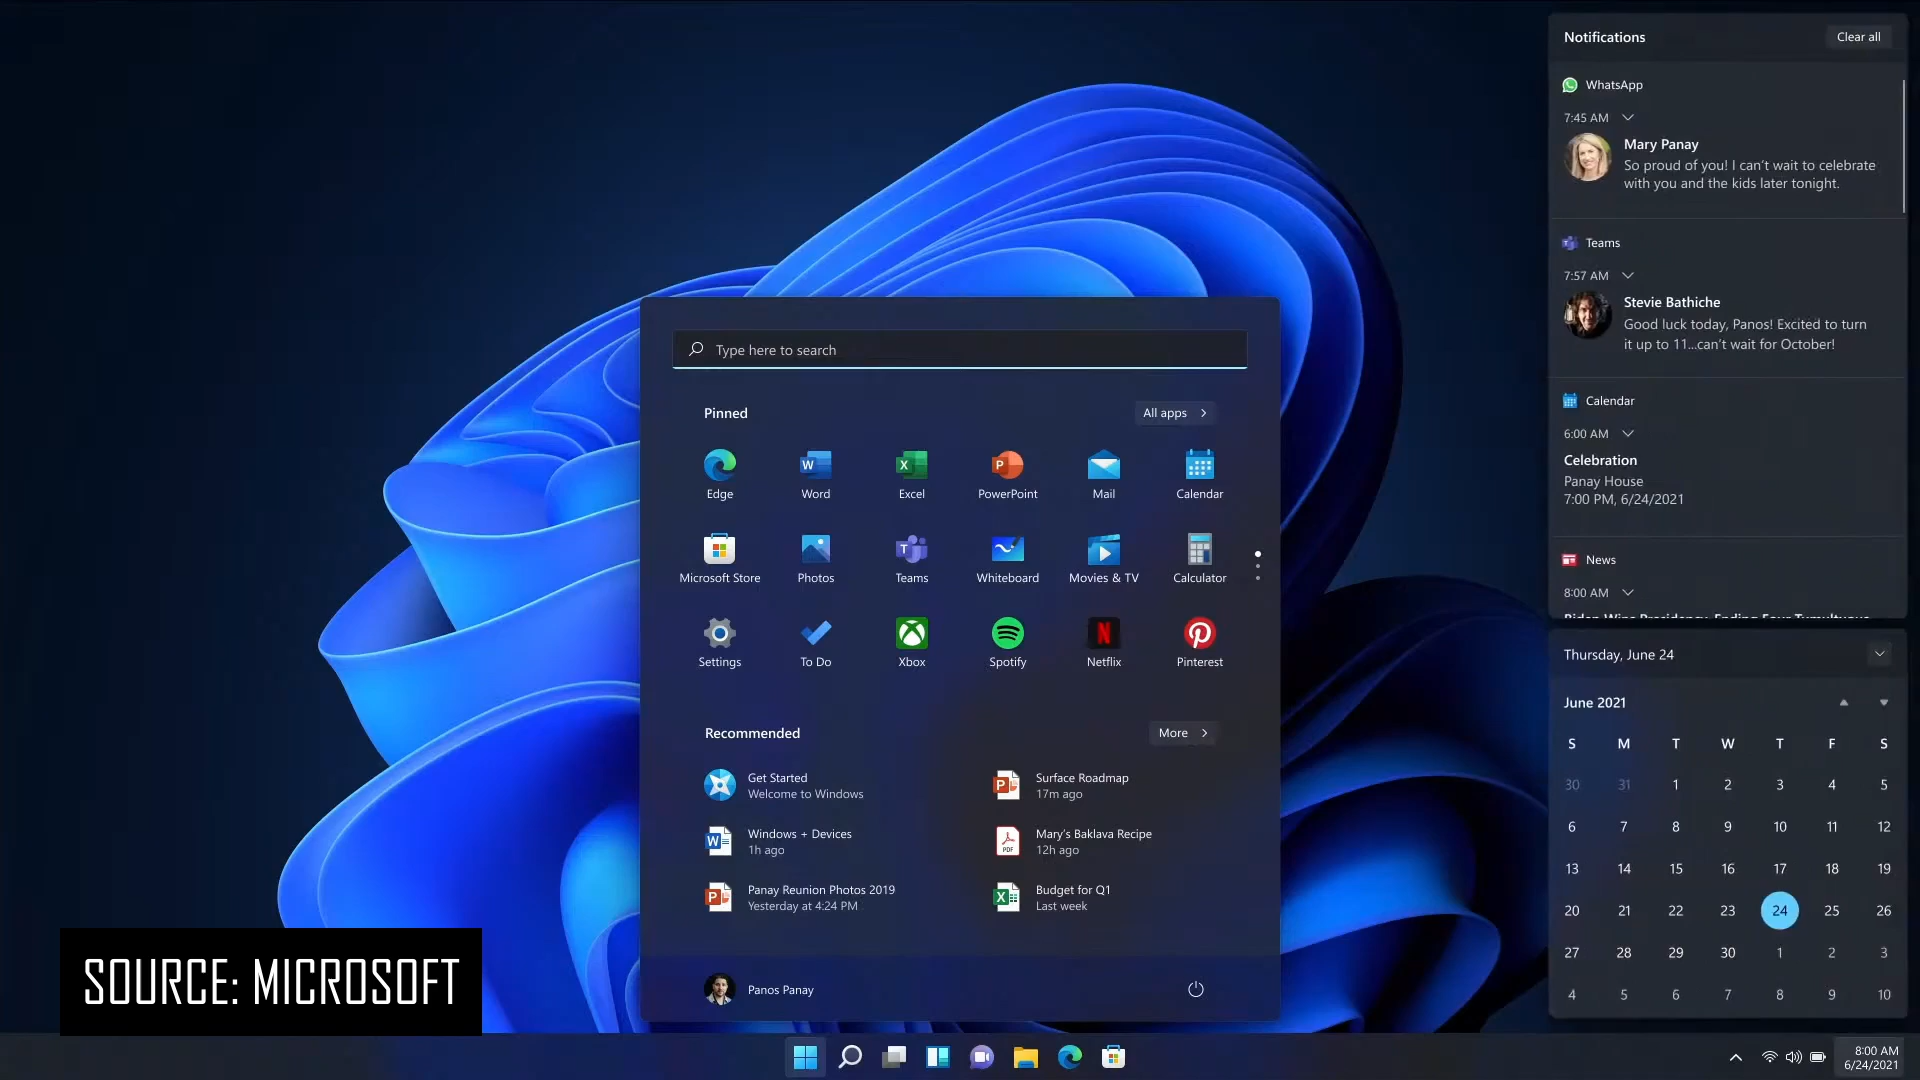 Notifications
Clear all
WhatsApp
7:45 AM
Mary Panay
So proud of you! I can't wait to celebrate
with you and the kids later tonight.
Teams
7:57 AM
Stevie Bathiche
Good luck today, Panos! Excited to turn
it up to 11...can't wait for October!
Calendar
6:00 AM
Celebration
Panay House
7:00 PM, 6/24/2021
News
8:00 AM
Biden Wins Presidency, Ending Four Tumultuous
Type here to search
Pinned
All apps
Edge
Word
Excel
PowerPoint
Mail
Calendar
Microsoft Store
Photos
Teams
Whiteboard
Movies & TV
Calculator
Settings
To Do
Xbox
Spotify
Netflix
Pinterest
Recommended
More
Get Started
Welcome to Windows
Surface Roadmap
17m ago
Windows + Devices
1h ago
Mary's Baklava Recipe
12h ago
Panay Reunion Photos 2019
Yesterday at 4:24 PM
Budget for Q1
Last week
Panos Panay
Thursday, June 24
June 2021
S M T W T F S
30 31 1 2 3 4 5
6 7 8 9 10 11 12
13 14 15 16 17 18 19
20 21 22 23 24 25 26
27 28 29 30 1 2 3
4 5 6 7 8 9 10
SOURCE: MICROSOFT
8:00 AM
6/24/2021